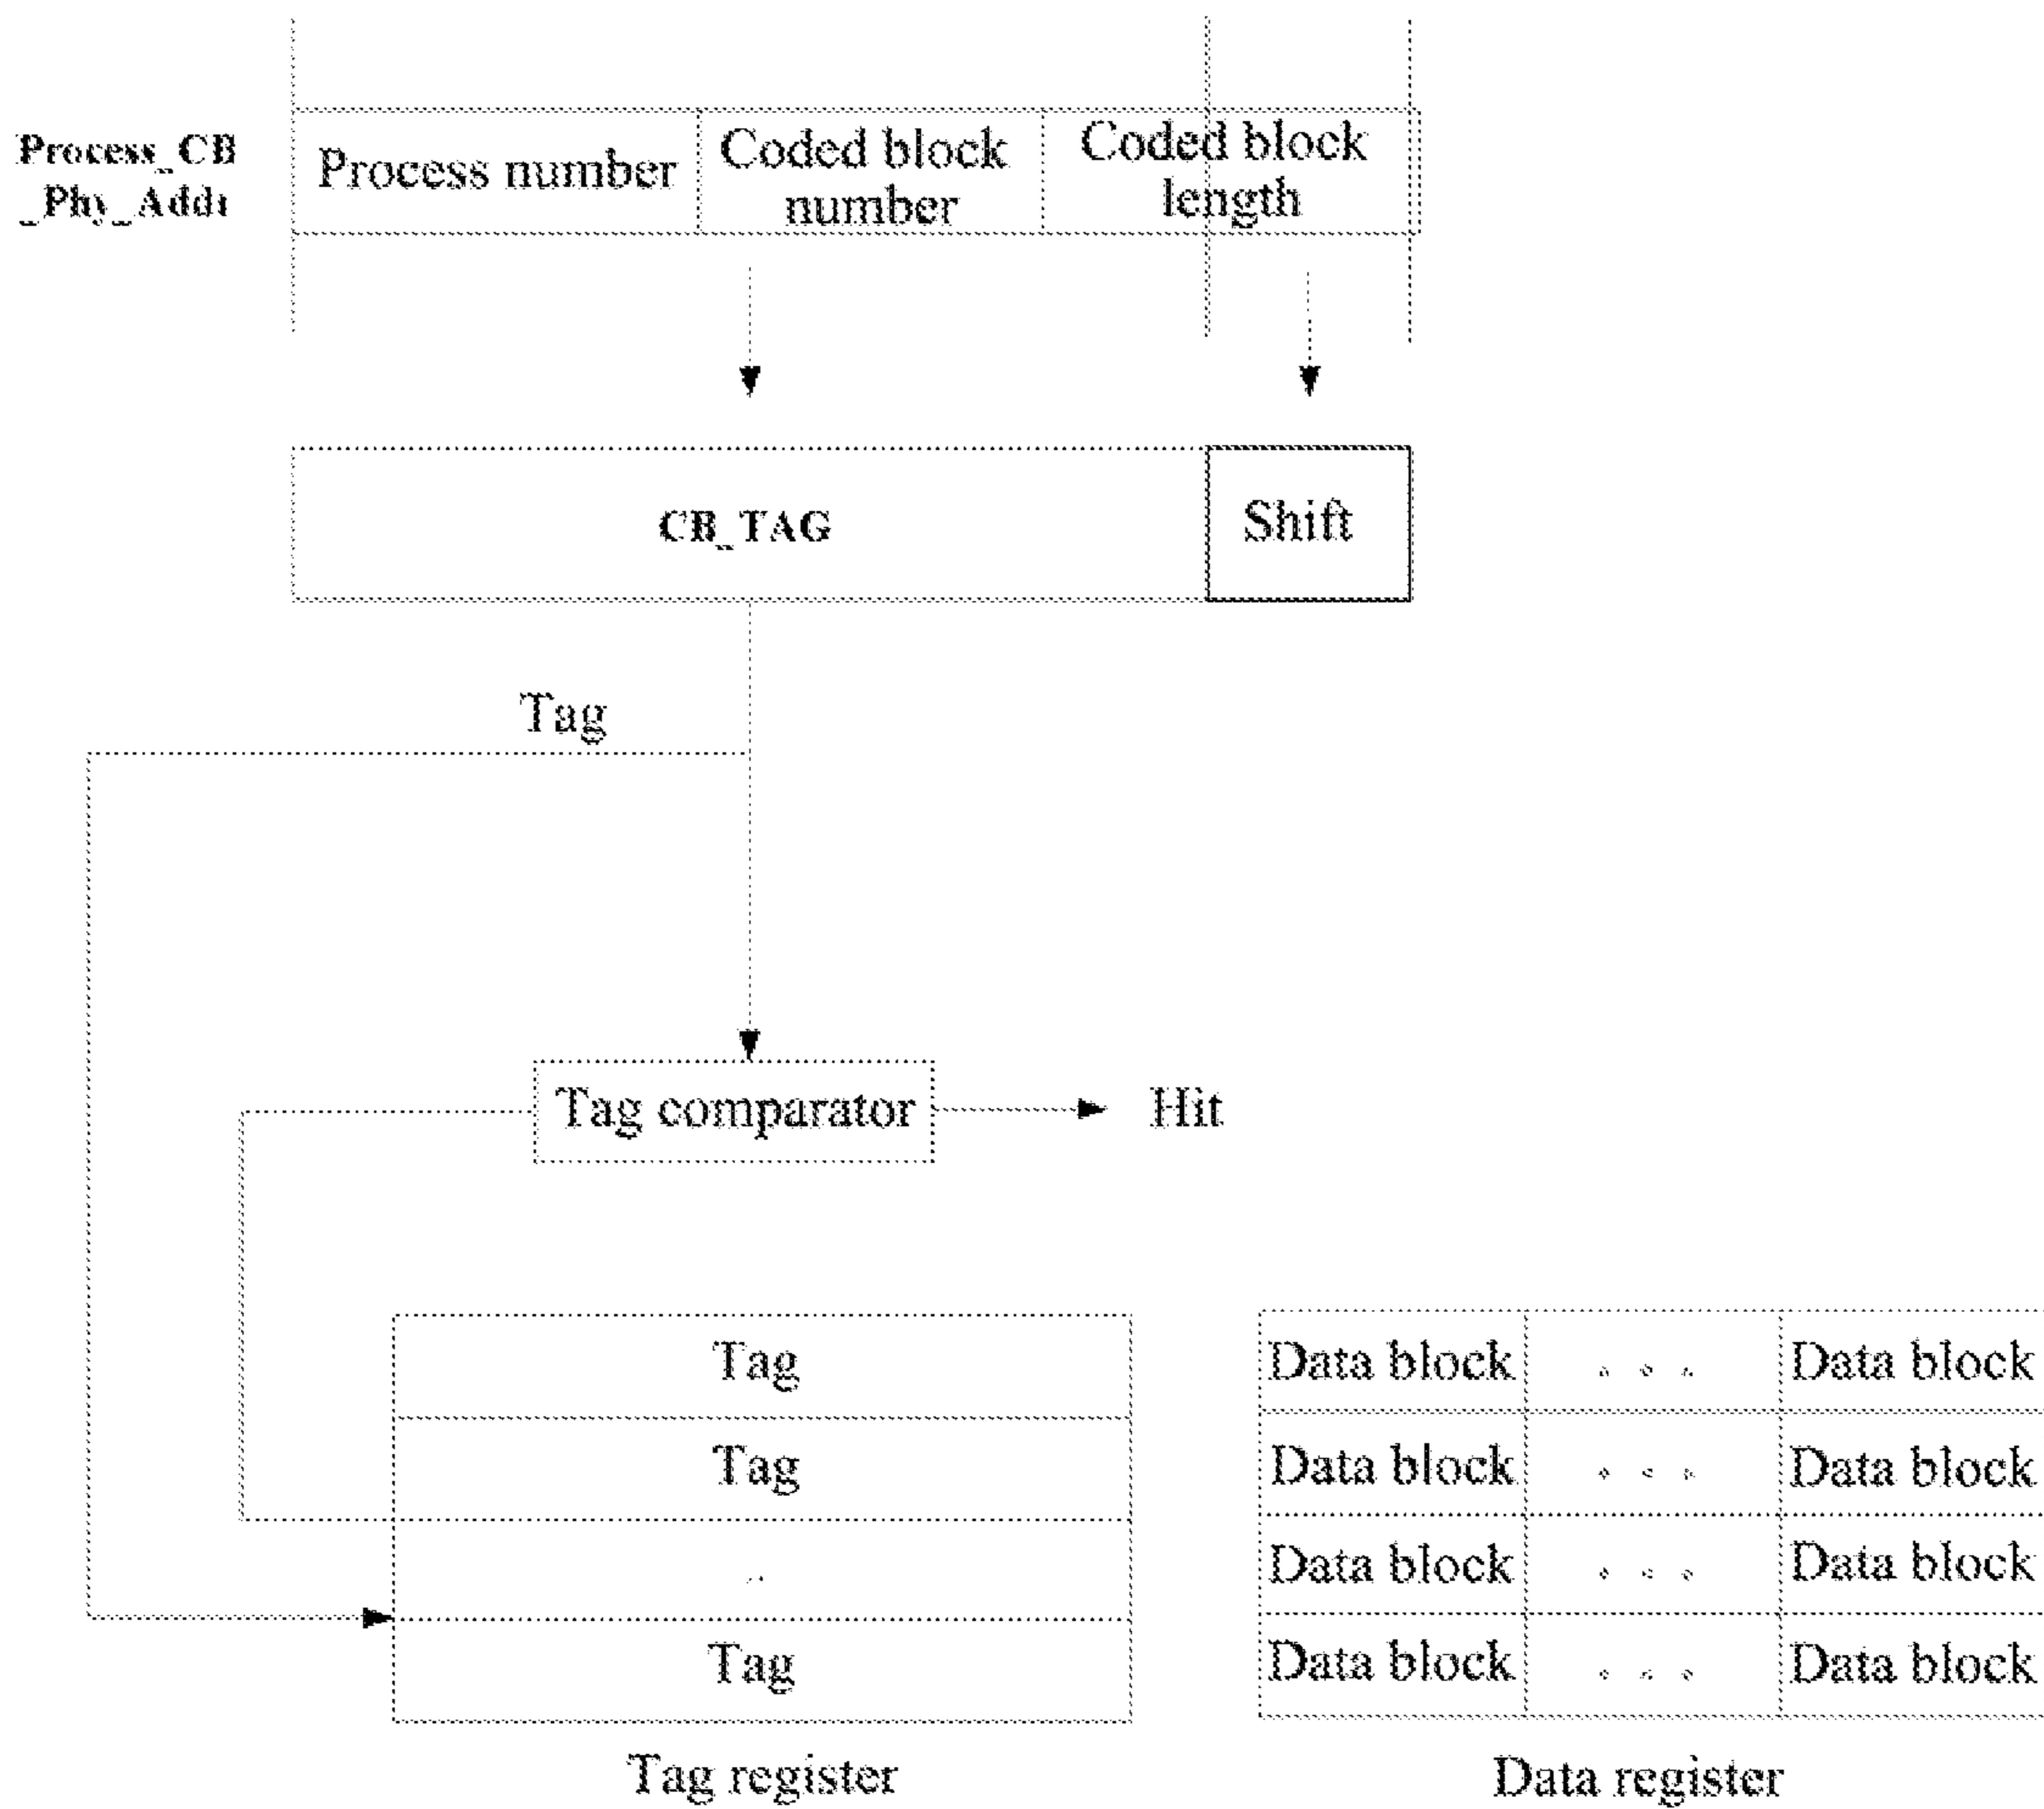 Process_CB
_Phy_Addr
Process number
Coded block
number
Coded block
length
CB_TAG
Shift
Tag
Tag comparator
Hit
Tag
Data block . . . Data block
Tag
Data block . . . Data block
Data block . . . Data block
Tag
Data block . . . Data block
Tag register
Data register